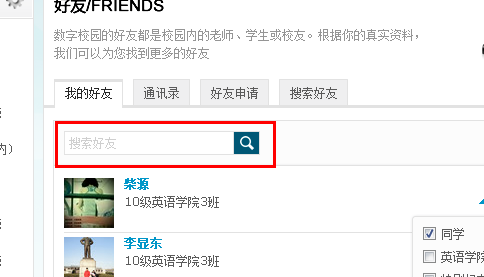 好友/FRIENDS
数字校园的好友都是校园内的老师、学生或校友。根据你的真实资料，
我们可以为您找到更多的好友
我的好友 通讯录 好友申请 搜索好友
搜索好友
内）
柴源
10级英语学院3班
同学
李显东
英语学院
10级英语学院3班